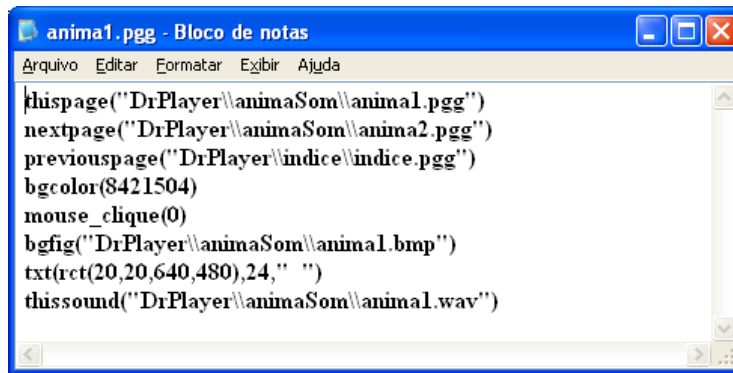 anima1.pgg - Bloco de notas
Arquivo Editar Formatar Exibir Ajuda
thispage("DrPlayer\\animaSom\\anima1.pgg")
nextpage("DrPlayer\\animaSom\\anima2.pgg")
previouspage("DrPlayer\\indice\\indice.pgg")
bgcolor(8421504)
mouse_clique(0)
bgfig("DrPlayer\\animaSom\\anima1.bmp")
txt(rct(20,20,640,480),24,"  ")
thissound("DrPlayer\\animaSom\\anima1.wav")